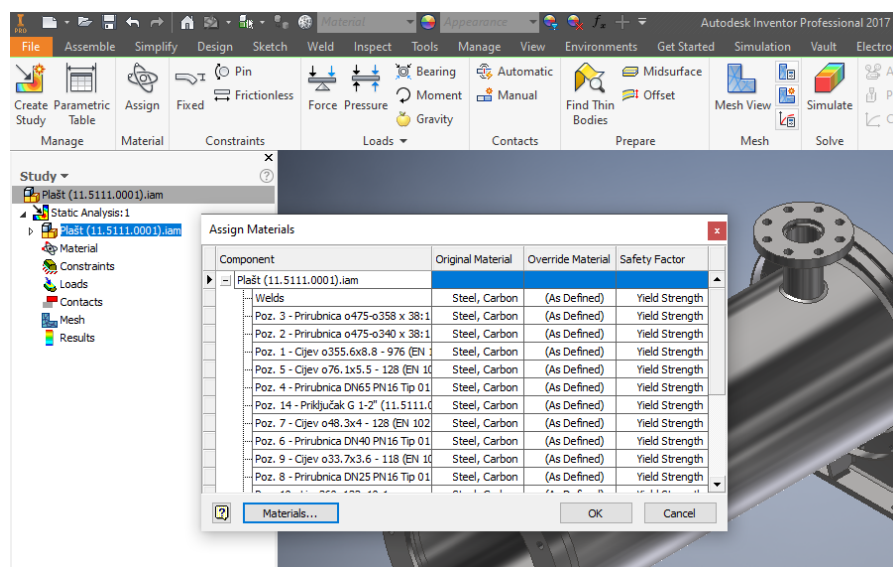 PRO
Material
Appearance
Autodesk Inventor Professional 2017
File Assemble Simplify Design Sketch Weld Inspect Tools Manage View Environments Get Started Simulation Vault Electro
Create Study
Parametric Table
Assign
Fixed
Pin
Frictionless
Force
Pressure
Bearing
Moment
Gravity
Automatic
Manual
Find Thin Bodies
Midsurface
Offset
Mesh View
Simulate
Manage Material Constraints Loads Contacts Prepare Mesh Solve
Study
Plašt (11.5111.0001).iam
Static Analysis:1
Plašt (11.5111.0001).iam
Material
Constraints
Loads
Contacts
Mesh
Results
Assign Materials
Component Original Material Override Material Safety Factor
Plašt (11.5111.0001).iam
Welds Steel, Carbon (As Defined) Yield Strength
Poz. 3 - Prirubnica o475-o358 x 38:1 Steel, Carbon (As Defined) Yield Strength
Poz. 2 - Prirubnica o475-o340 x 38:1 Steel, Carbon (As Defined) Yield Strength
Poz. 1 - Cijev o355.6x8.8 - 976 (EN 1 Steel, Carbon (As Defined) Yield Strength
Poz. 5 - Cijev o76.1x5.5 - 128 (EN 10 Steel, Carbon (As Defined) Yield Strength
Poz. 4 - Prirubnica DN65 PN16 Tip 01 Steel, Carbon (As Defined) Yield Strength
Poz. 14 - Priključak G 1-2" (11.5111.0 Steel, Carbon (As Defined) Yield Strength
Poz. 7 - Cijev o48.3x4 - 128 (EN 102 Steel, Carbon (As Defined) Yield Strength
Poz. 6 - Prirubnica DN40 PN16 Tip 01 Steel, Carbon (As Defined) Yield Strength
Poz. 9 - Cijev o33.7x3.6 - 118 (EN 10 Steel, Carbon (As Defined) Yield Strength
Poz. 8 - Prirubnica DN25 PN16 Tip 01 Steel, Carbon (As Defined) Yield Strength
Materials... OK Cancel